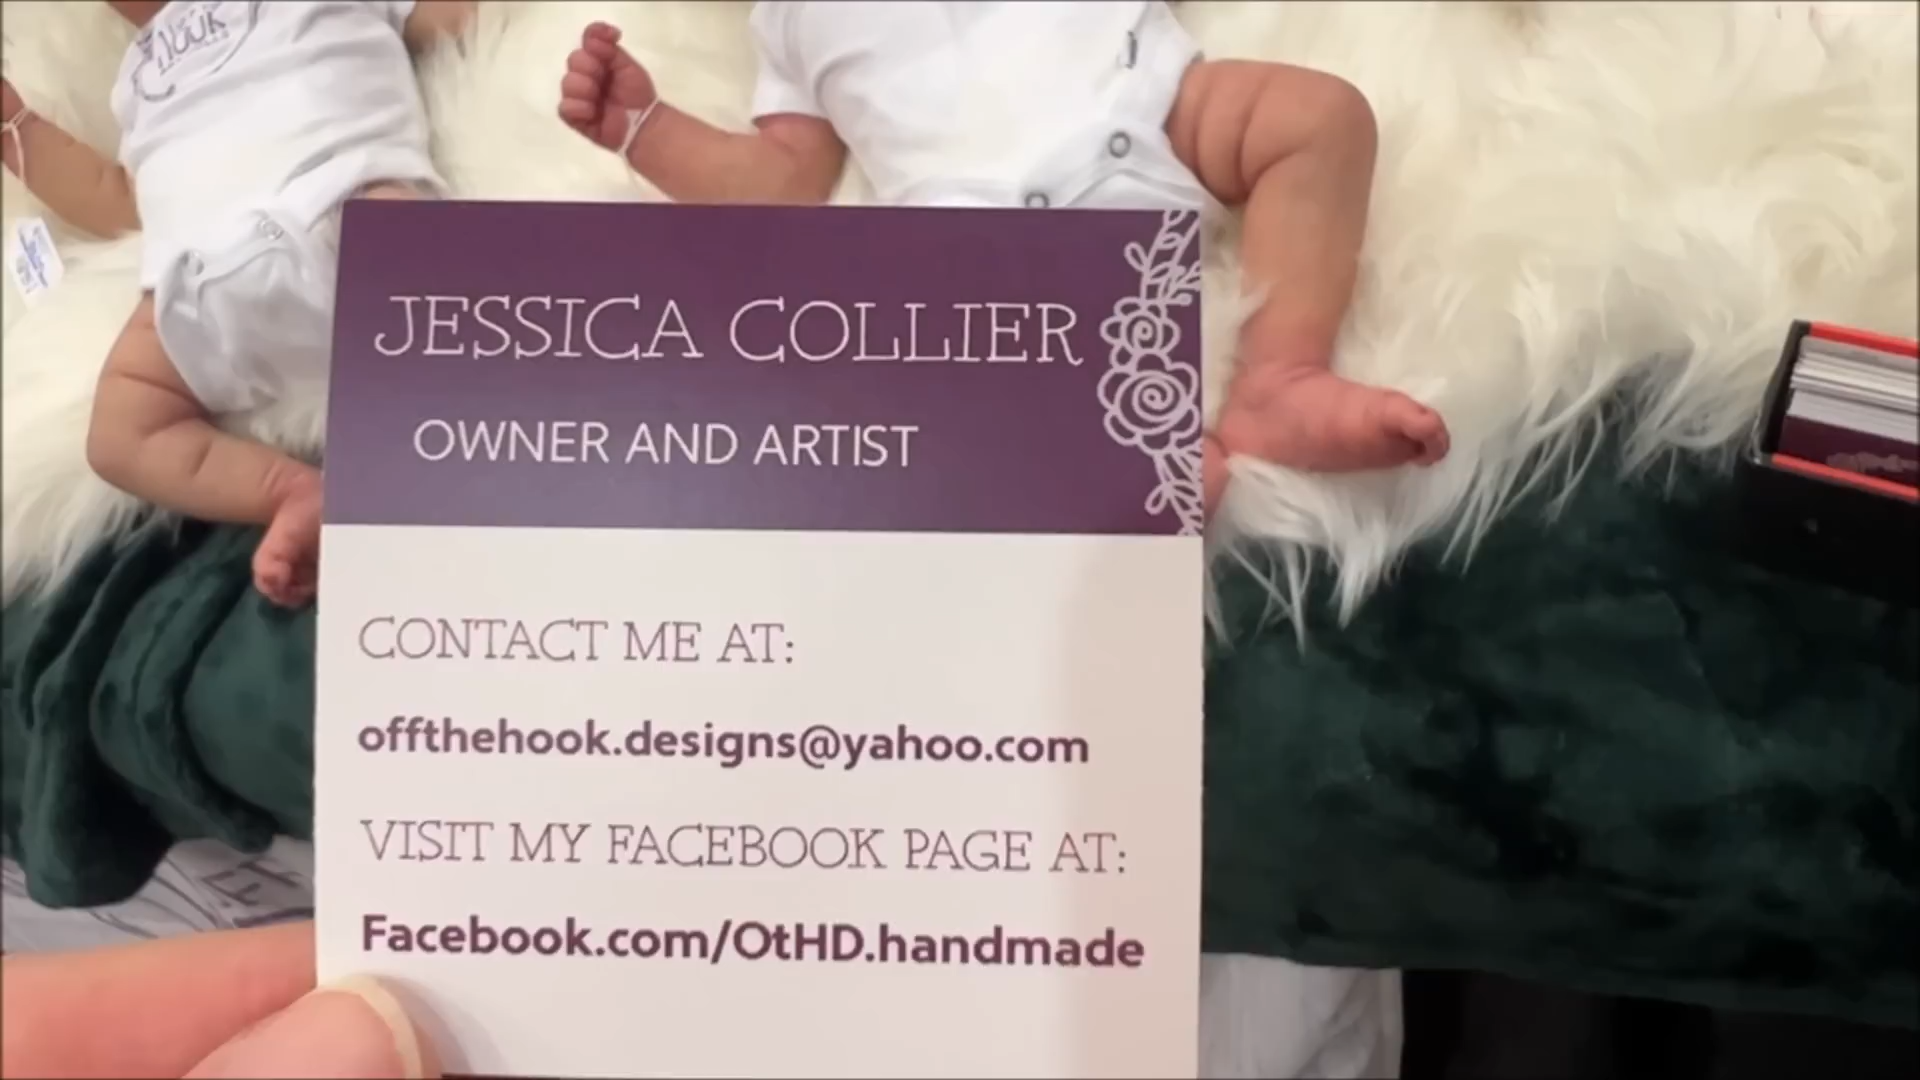 JESSICA COLLIER
OWNER AND ARTIST
CONTACT ME AT:
offthehook.designs@yahoo.com
VISIT MY FACEBOOK PAGE AT:
Facebook.com/OtHD.handmade